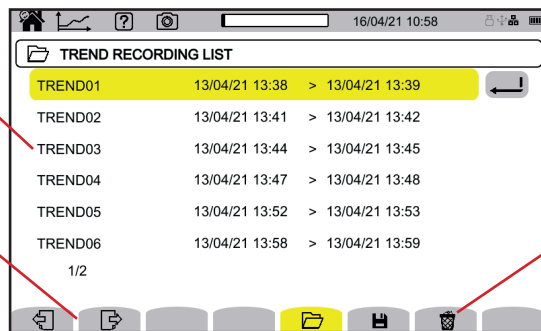 16/04/21 10:58
TREND RECORDING LIST
TREND01 13/04/21 13:38 > 13/04/21 13:39
TREND02 13/04/21 13:41 > 13/04/21 13:42
TREND03 13/04/21 13:44 > 13/04/21 13:45
TREND04 13/04/21 13:47 > 13/04/21 13:48
TREND05 13/04/21 13:52 > 13/04/21 13:53
TREND06 13/04/21 13:58 > 13/04/21 13:59
1/2